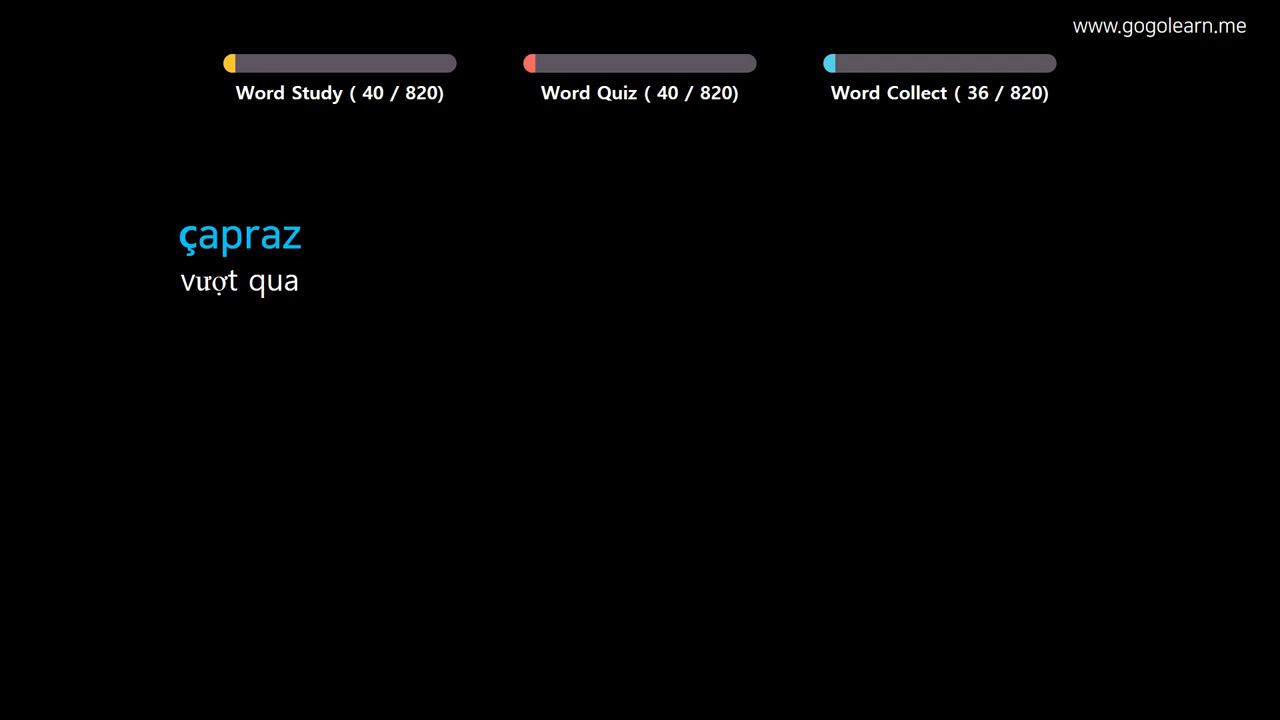 www.gogolearn.me
Word Study ( 40 / 820)
Word Quiz ( 40 / 820)
Word Collect ( 36 / 820)
çapraz
vượt qua